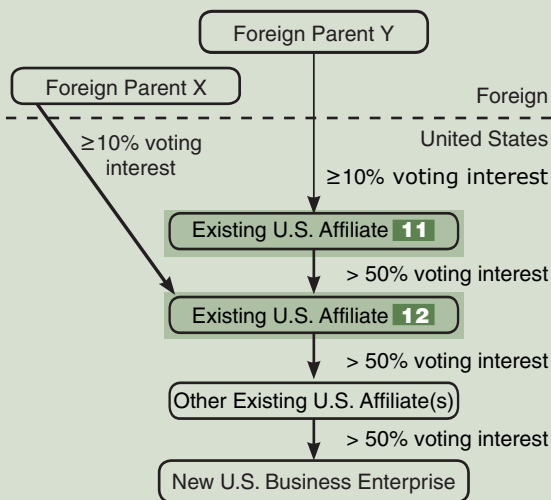 Foreign Parent Y
Foreign Parent X
Foreign
United States
≥10% voting
interest
≥10% voting interest
Existing U.S. Affiliate 11
> 50% voting interest
Existing U.S. Affiliate 12
> 50% voting interest
Other Existing U.S. Affiliate(s)
> 50% voting interest
New U.S. Business Enterprise